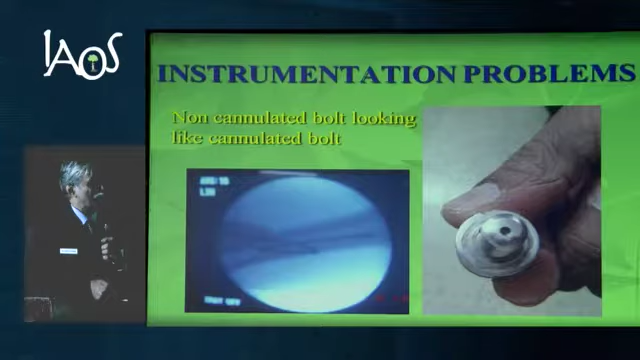 IAOS
INSTRUMENTATION PROBLEMS
Non cannulated bolt looking
like cannulated bolt